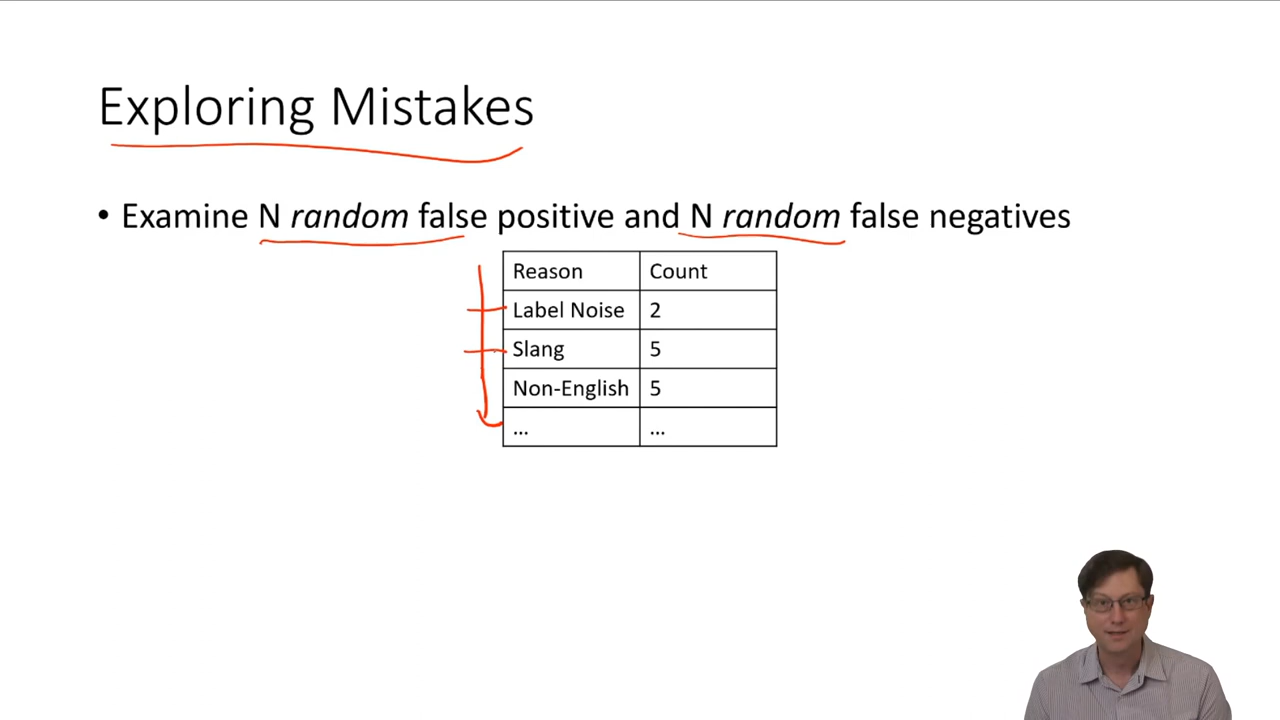 Exploring Mistakes
• Examine N random false positive and N random false negatives
Reason Count
Label Noise 2
Slang 5
Non-English 5
... ...